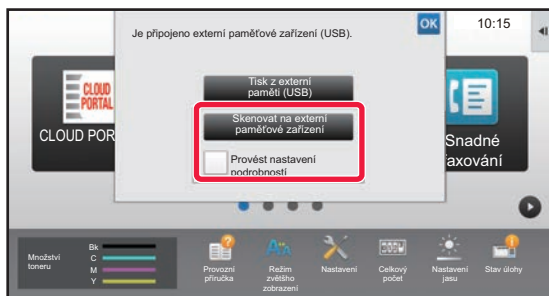 Je připojeno externí paměťové zařízení (USB).
OK
10:15
Tisk z externí
paměti (USB)
Skenovat na externí
paměťové zařízení
Provést nastavení
podrobností
CLOUD
PORTAL
CLOUD POR
Snadné
faxování
Množství
toneru
Bk
C
M
Y
Provozní
příručka
Režim
zvětšeného
zobrazení
Nastavení
Celkový
počet
Nastavení
jasu
Stav úlohy